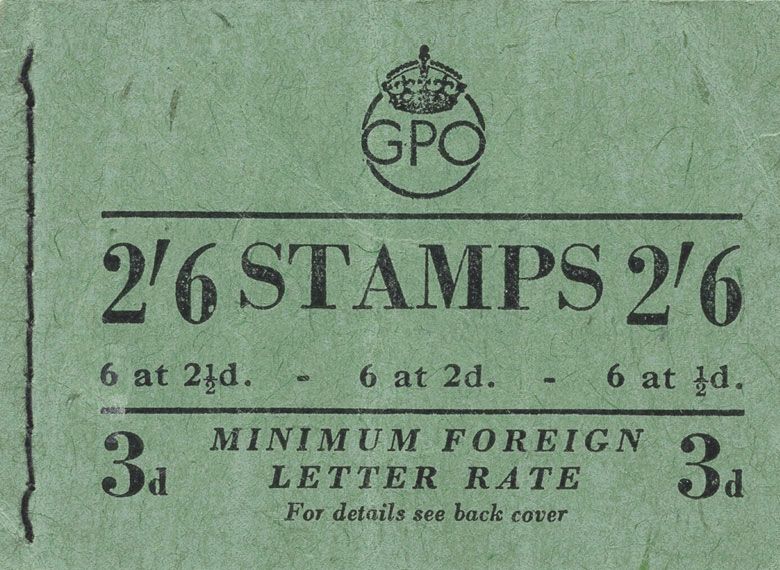 GPO
2'6 STAMPS 2'6
6 at 2½d. - 6 at 2d. - 6 at ½d.
3d MINIMUM FOREIGN 3d
LETTER RATE
For details see back cover